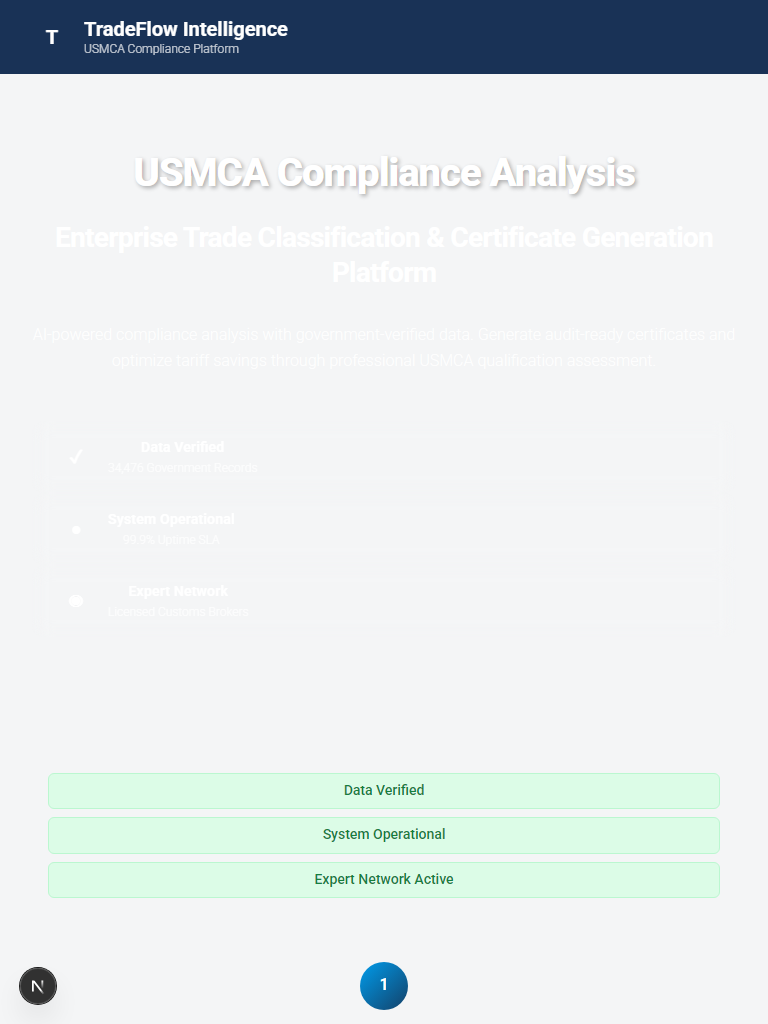 T
TradeFlow Intelligence
USMCA Compliance Platform
USMCA Compliance Analysis
Enterprise Trade Classification & Certificate Generation
Platform
AI-powered compliance analysis with government-verified data. Generate audit-ready certificates and
optimize tariff savings through professional USMCA qualification assessment.
✓
Data Verified
34,476 Government Records
●
System Operational
99.9% Uptime SLA
Expert Network
Licensed Customs Brokers
Data Verified
System Operational
Expert Network Active
N
1